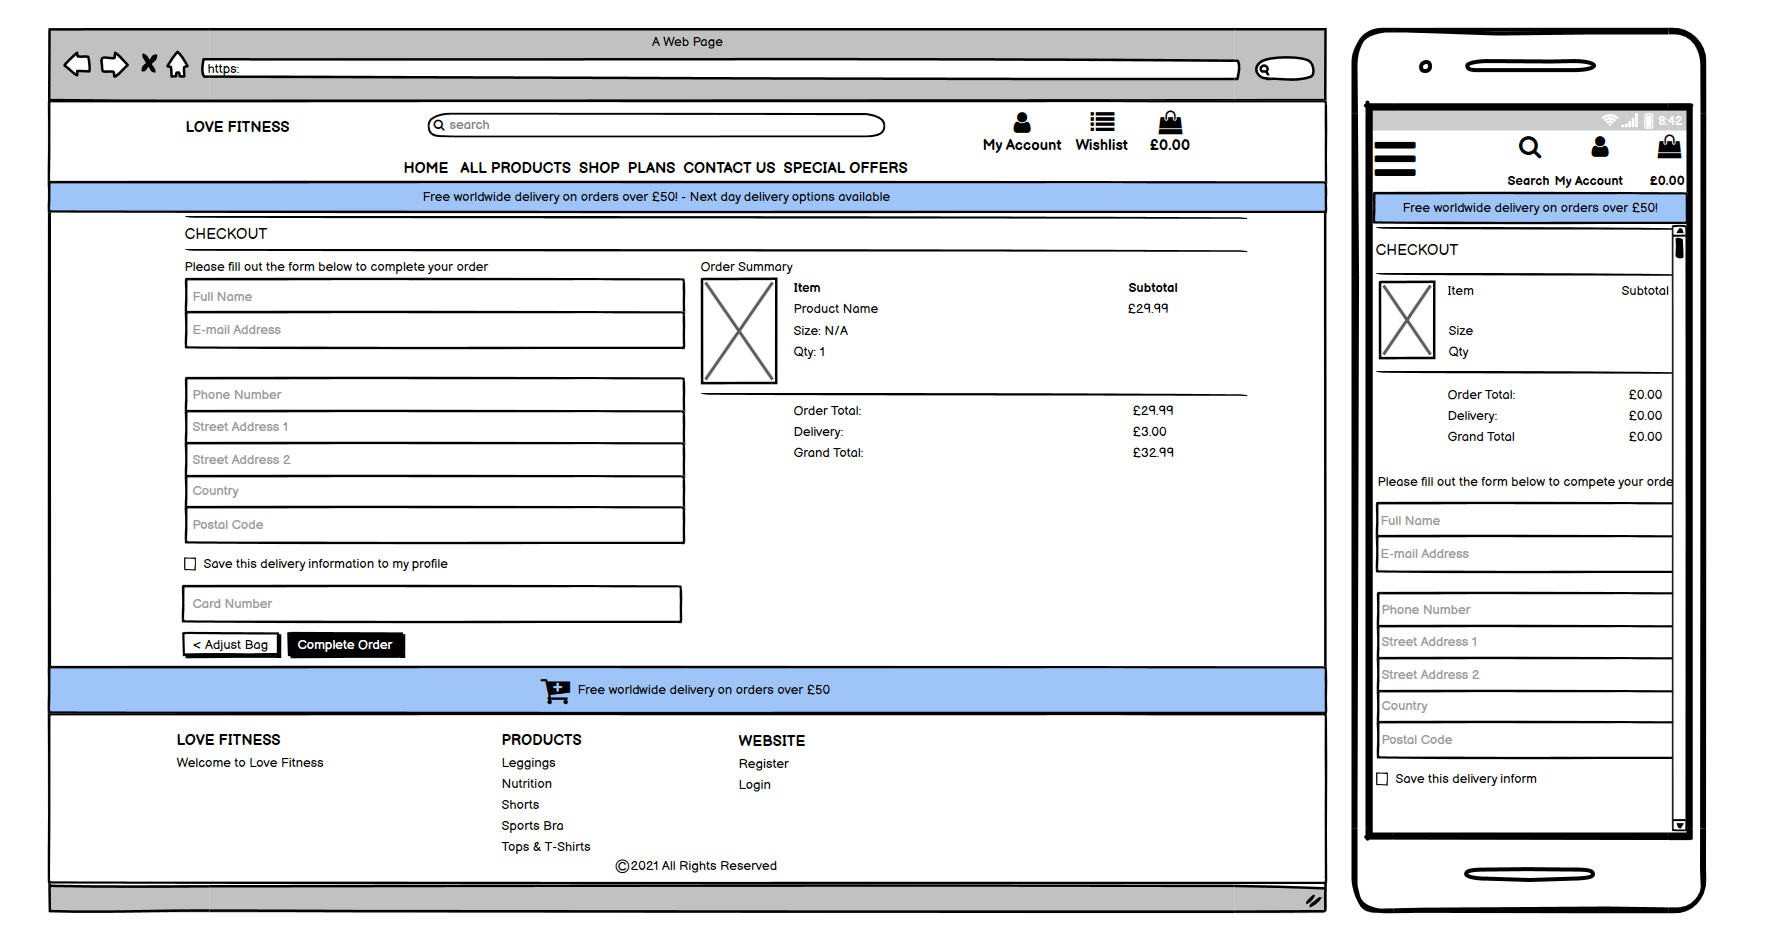 A Web Page
https:
LOVE FITNESS
search
My Account Wishlist £0.00
HOME ALL PRODUCTS SHOP PLANS CONTACT US SPECIAL OFFERS
Free worldwide delivery on orders over £50! - Next day delivery options available
CHECKOUT
Please fill out the form below to complete your order
Full Name
E-mail Address
Phone Number
Street Address 1
Street Address 2
Country
Postal Code
Save this delivery information to my profile
Card Number
< Adjust Bag Complete Order
Order Summary
Item Subtotal
Product Name £29.99
Size: N/A
Qty: 1
Order Total: £29.99
Delivery: £3.00
Grand Total: £32.99
Free worldwide delivery on orders over £50
LOVE FITNESS
Welcome to Love Fitness
PRODUCTS
Leggings
Nutrition
Shorts
Sports Bra
Tops & T-Shirts
WEBSITE
Register
Login
©2021 All Rights Reserved
8:42
Search My Account £0.00
Free worldwide delivery on orders over £50!
CHECKOUT
Item Subtotal
Size
Qty
Order Total: £0.00
Delivery: £0.00
Grand Total £0.00
Please fill out the form below to compete your orde
Full Name
E-mail Address
Phone Number
Street Address 1
Street Address 2
Country
Postal Code
Save this delivery inform